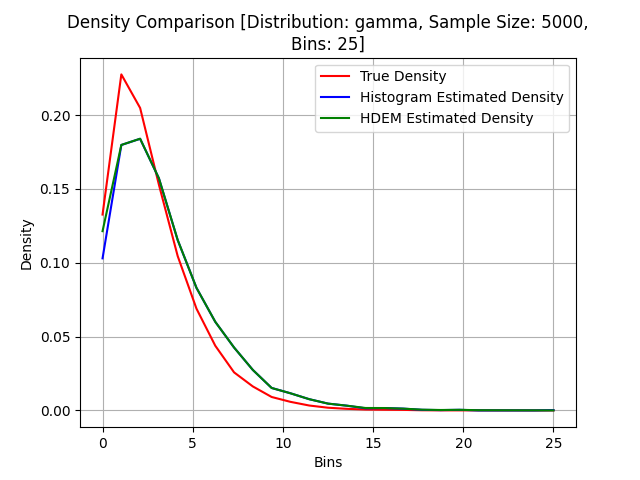 Density Comparison [Distribution: gamma, Sample Size: 5000,
Bins: 25]
True Density
Histogram Estimated Density
HDEM Estimated Density
Density
0.20
0.15
0.10
0.05
0.00
0
5
10
15
20
25
Bins